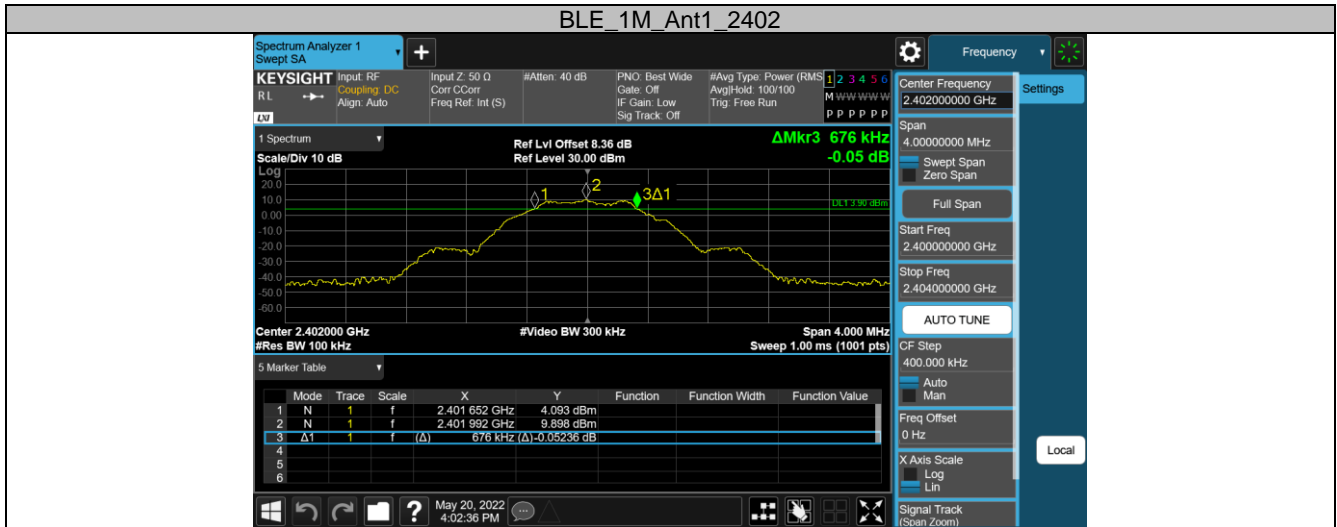 BLE_1M_Ant1_2402
Spectrum Analyzer 1
Swept SA
+
Frequency
KEYSIGHT Input: RF Input Z: 50 Ω #Atten: 40 dB PNO: Best Wide #Avg Type: Power (RMS 1 2 3 4 5 6
RL Coupling: DC Corr CCorr Gate: Off Avg|Hold: 100/100 M W W W W W
Align: Auto Freq Ref: Int (S) IF Gain: Low Trig: Free Run
LXI Sig Track: Off P P P P P P
1 Spectrum
Ref Lvl Offset 8.36 dB
ΔMkr3 676 kHz
Scale/Div 10 dB
Ref Level 30.00 dBm
-0.05 dB
Log
20.0
10.0
0.00
-10.0
-20.0
-30.0
-40.0
-50.0
-60.0
1
2
3Δ1
DL1 3.90 dBm
Center 2.402000 GHz #Video BW 300 kHz Span 4.000 MHz
#Res BW 100 kHz Sweep 1.00 ms (1001 pts)
5 Marker Table
Mode Trace Scale X Y Function Function Width Function Value
1 N 1 f 2.401 652 GHz 4.093 dBm
2 N 1 f 2.401 992 GHz 9.898 dBm
3 Δ1 1 f (Δ) 676 kHz (Δ) -0.05236 dB
4
5
6
Center Frequency
2.402000000 GHz
Settings
Span
4.00000000 MHz
Swept Span
Zero Span
Full Span
Start Freq
2.400000000 GHz
Stop Freq
2.404000000 GHz
AUTO TUNE
CF Step
400.000 kHz
Auto
Man
Freq Offset
0 Hz
X Axis Scale
Log
Lin
Local
Signal Track
(Span Zoom)
?
May 20, 2022
4:02:36 PM